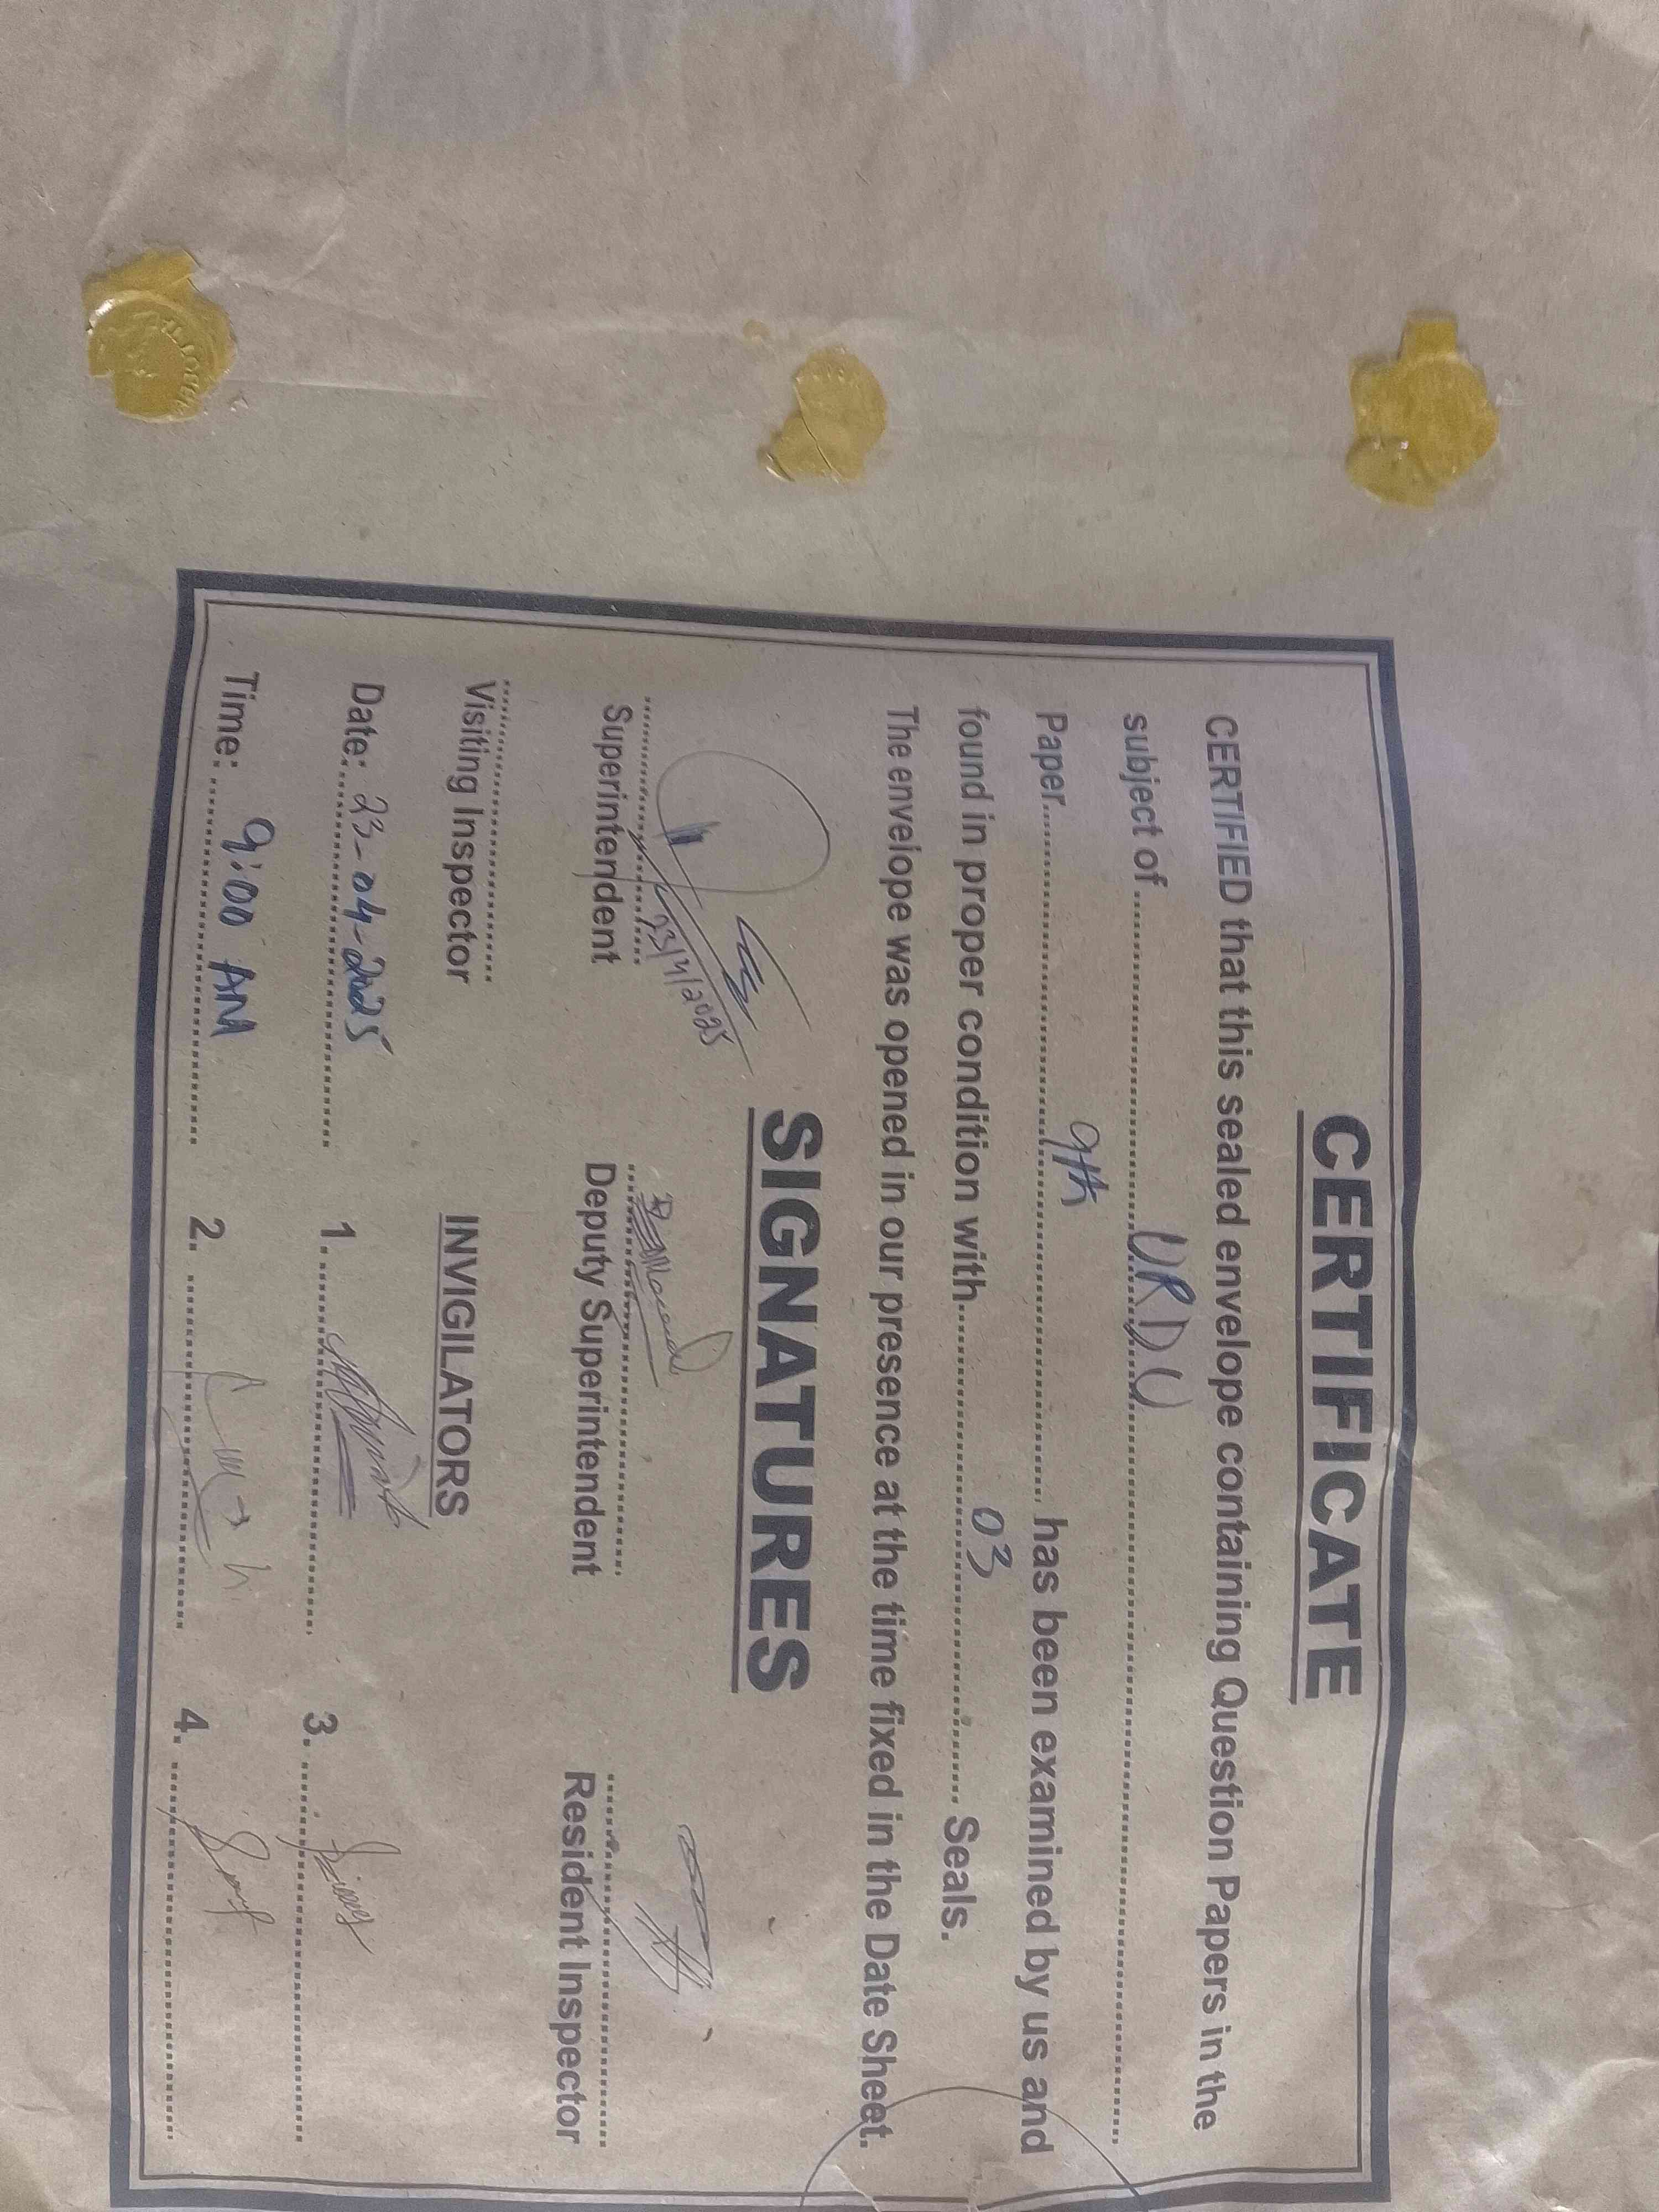 CERTIFICATE
CERTIFIED that this sealed envelope containing Question Papers in the
subject of ........ URDU ........
Paper ........ 9th ........ has been examined by us and
found in proper condition with ........ 03 ........ Seals.
The envelope was opened in our presence at the time fixed in the Date Sheet.
SIGNATURES
23/4/2025
Superintendent Deputy Superintendent Resident Inspector
Visiting Inspector INVIGILATORS
Date: 23-04-2025 1. 3.
Time: 9:00 AM 2. 4.